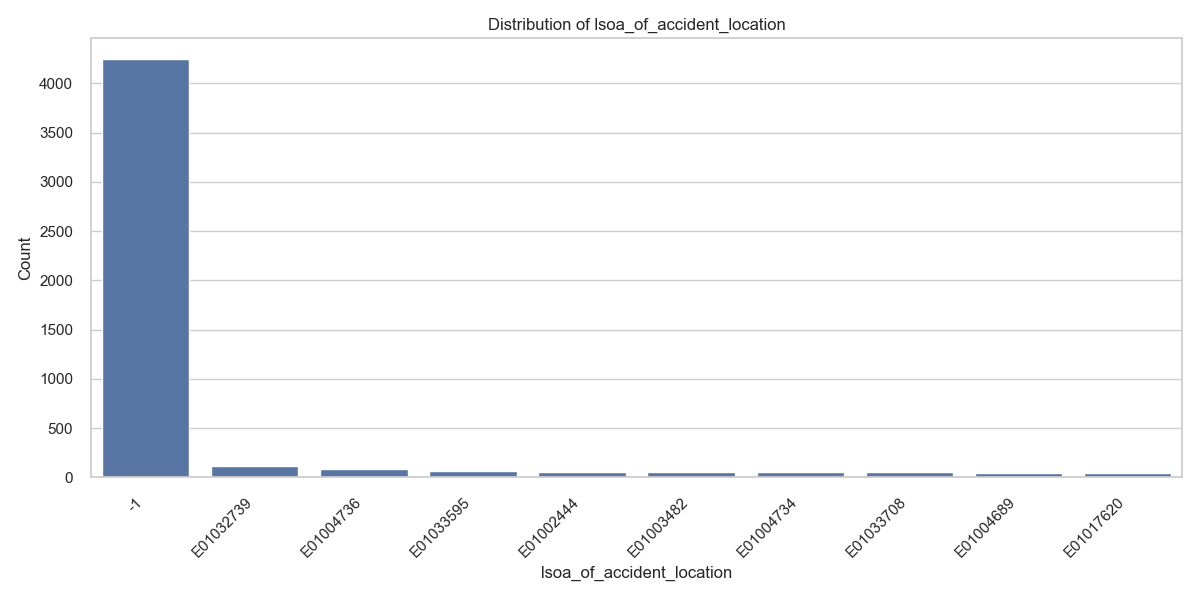 Distribution of lsoa_of_accident_location
Count
4000
3500
3000
2500
2000
1500
1000
500
0
-1
E01032739
E01004736
E01033595
E01002444
E01003482
E01004734
E01033708
E01004689
E01017620
lsoa_of_accident_location